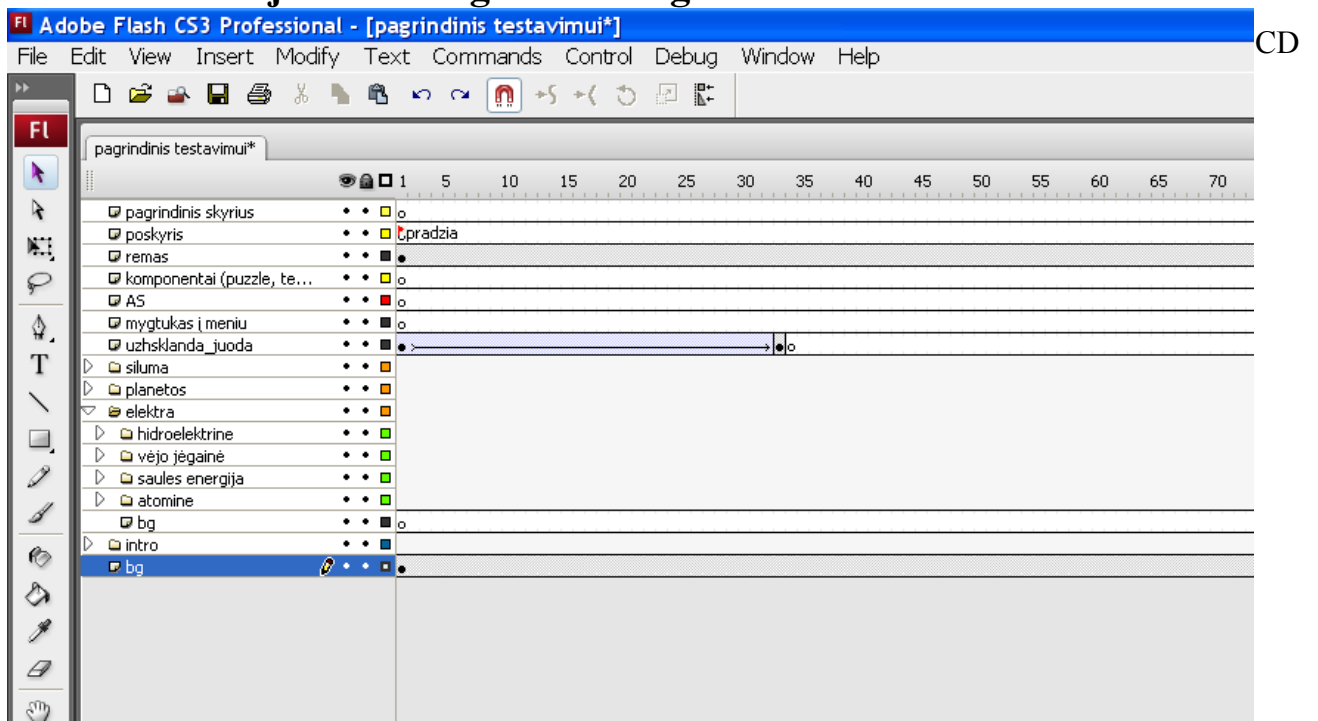 Adobe Flash CS3 Professional - [pagrindinis testavimui*]
CD
File Edit View Insert Modify Text Commands Control Debug Window Help
Fl
pagrindinis testavimui*
1 5 10 15 20 25 30 35 40 45 50 55 60 65 70
pagrindinis skyrius
poskyris pradzia
remas
komponentai (puzzle, te...
AS
mygtukas į meniu
uzhsklanda_juoda
siluma
planetos
elektra
hidroelektrine
vėjo jėgainė
saules energija
atomine
bg
intro
bg